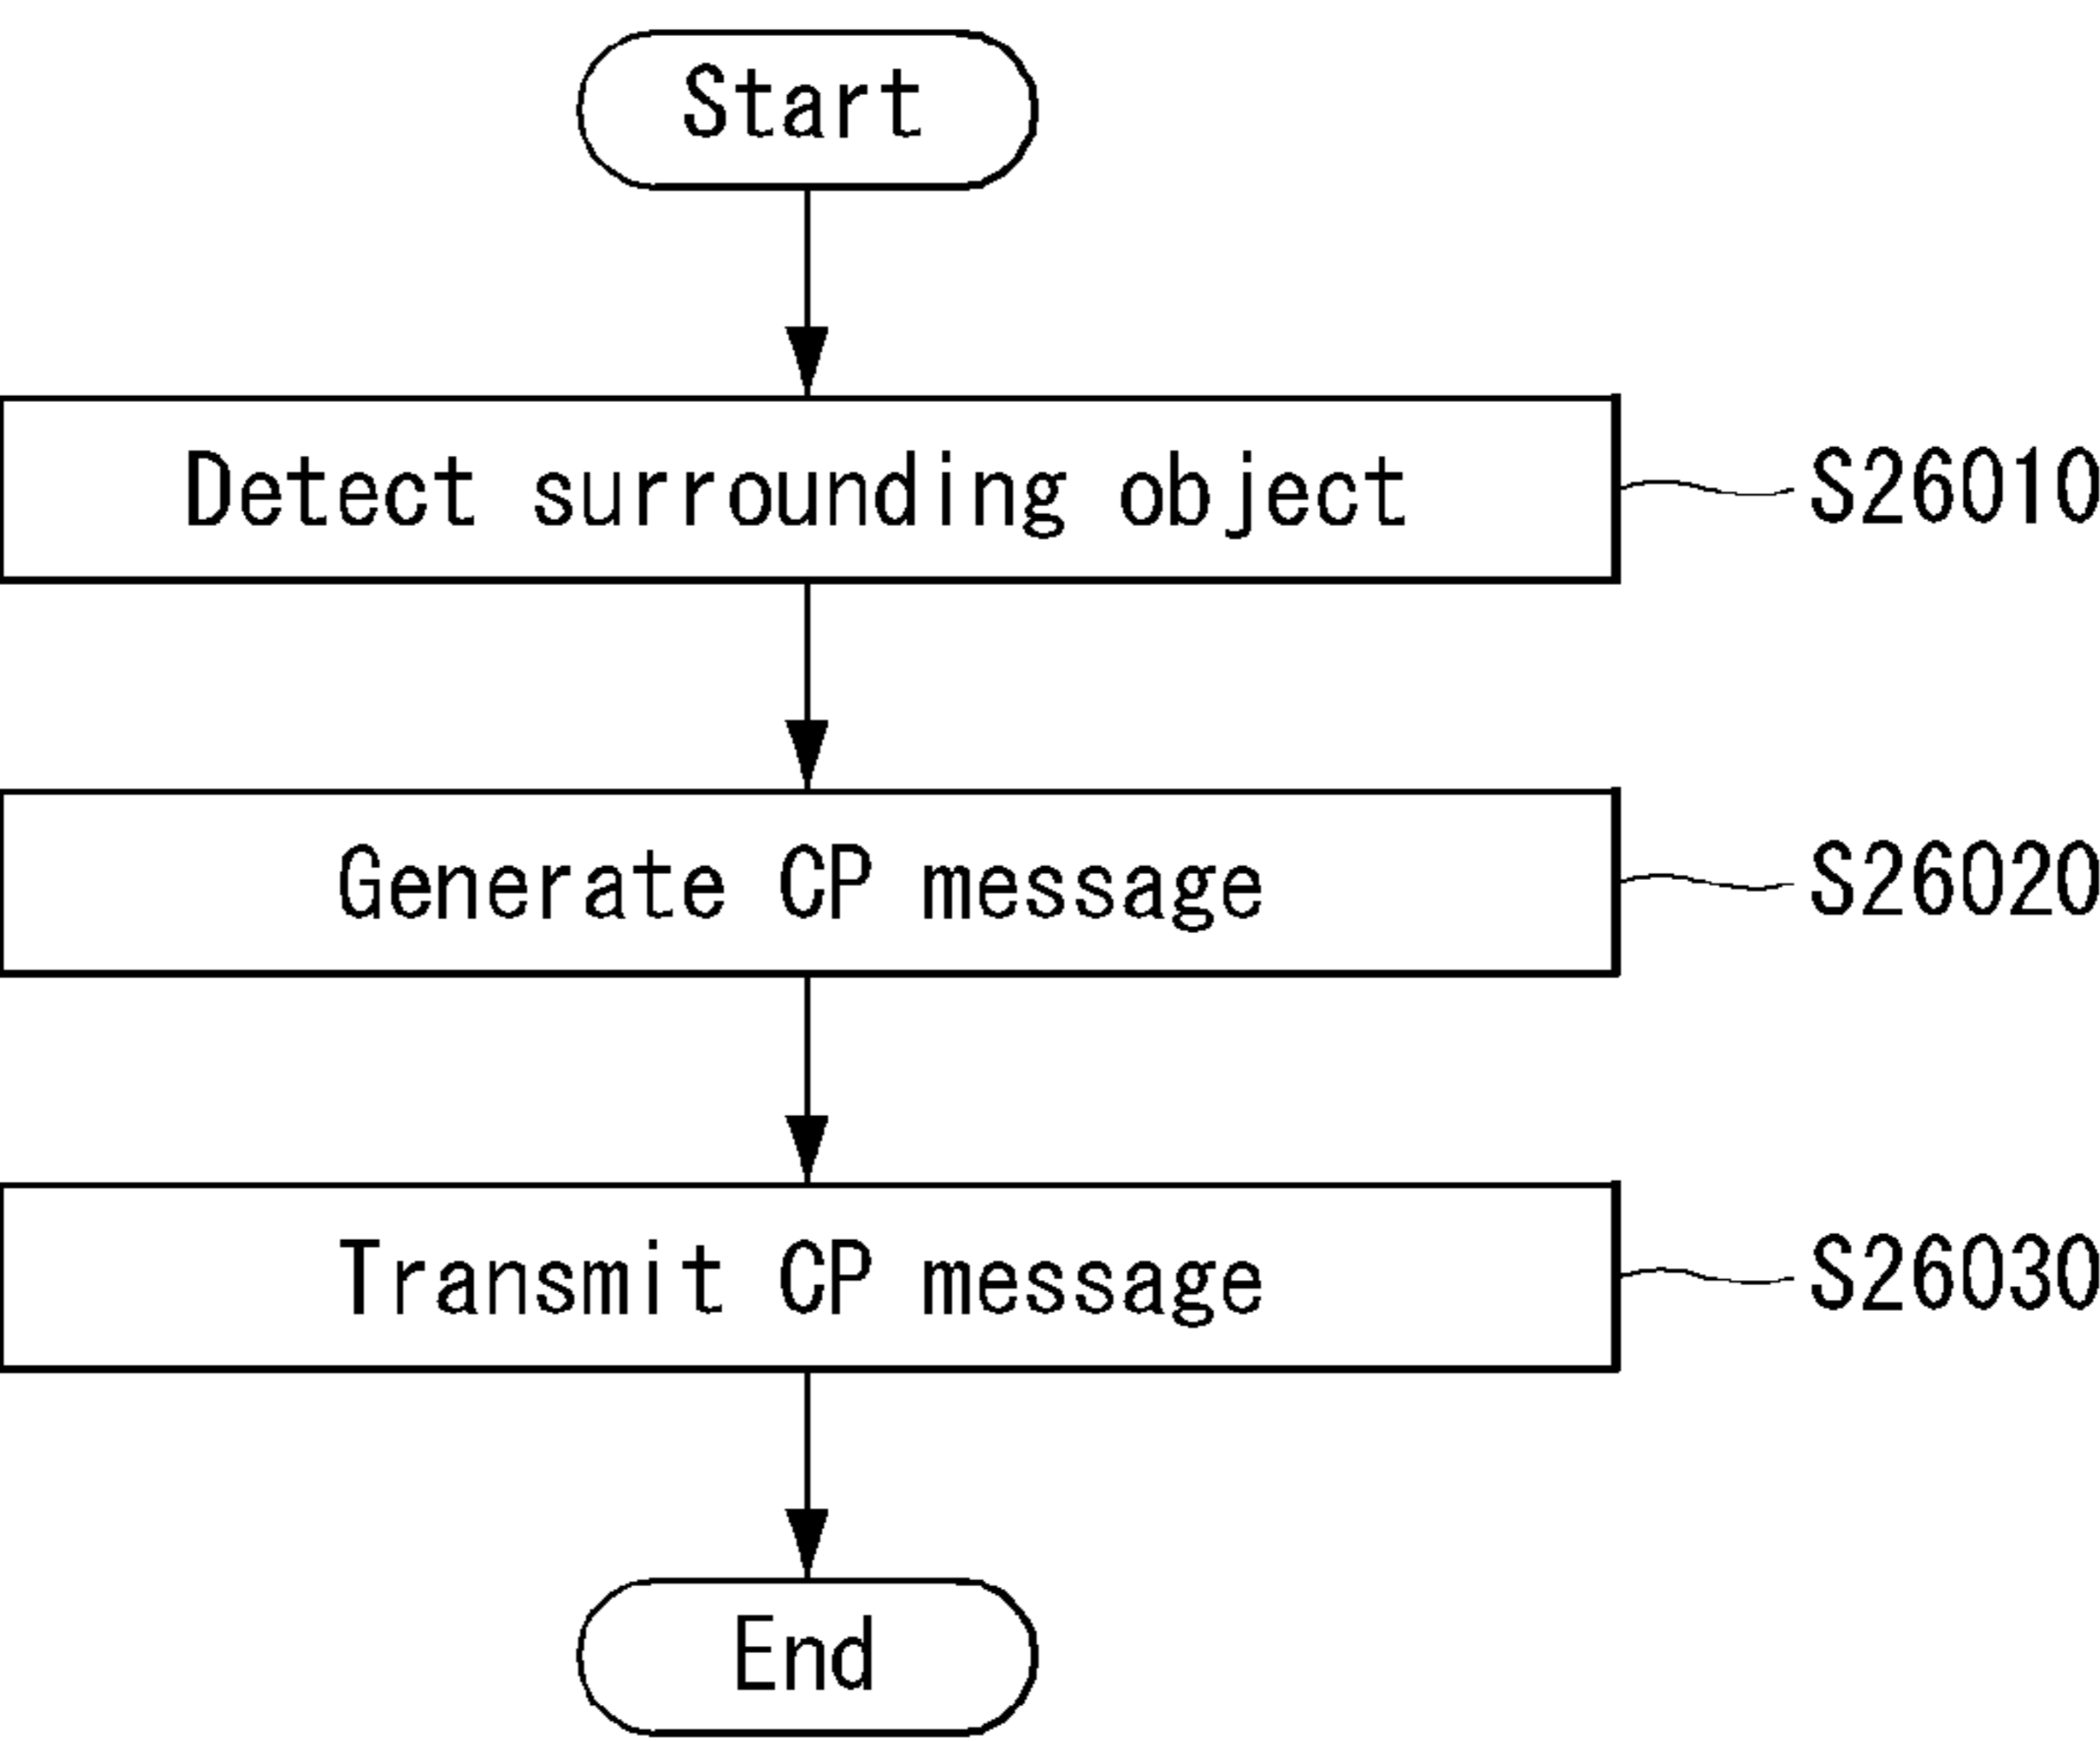 Start
Detect surrounding object
S26010
Generate CP message
S26020
Transmit CP message
S26030
End